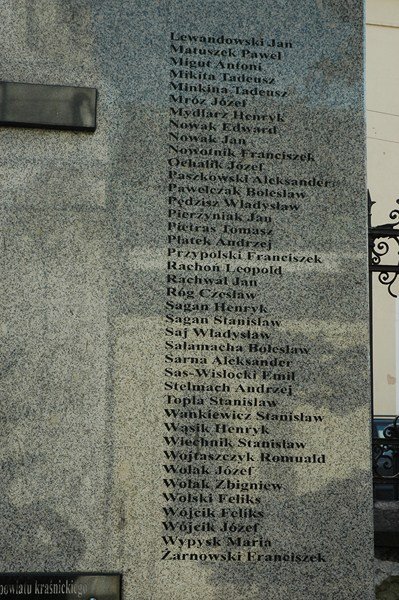 Lewandowski Jan
Matuszek Paweł
Migut Antoni
Mikita Tadeusz
Minkina Tadeusz
Mróz Józef
Mydlarz Henryk
Nowak Edward
Nowak Jan
Nowotnik Franciszek
Ochalik Józef
Paszkowski Aleksander
Pawelczak Bolesław
Pędzisz Władysław
Pierzyniak Jan
Pietras Tomasz
Płatek Andrzej
Przypolski Franciszek
Rachoń Leopold
Rachwał Jan
Róg Czesław
Sagan Henryk
Sagan Stanisław
Saj Władysław
Sałamacha Bolesław
Sarna Aleksander
Sas-Wisłocki Emil
Stelmach Andrzej
Topla Stanisław
Wankiewicz Stanisław
Wąsik Henryk
Wiechnik Stanisław
Wojtaszczyk Romuald
Wolak Józef
Wolak Zbigniew
Wolski Feliks
Wójcik Feliks
Wójcik Józef
Wypysk Maria
Żarnowski Franciszek
powiatu kraśnickiego